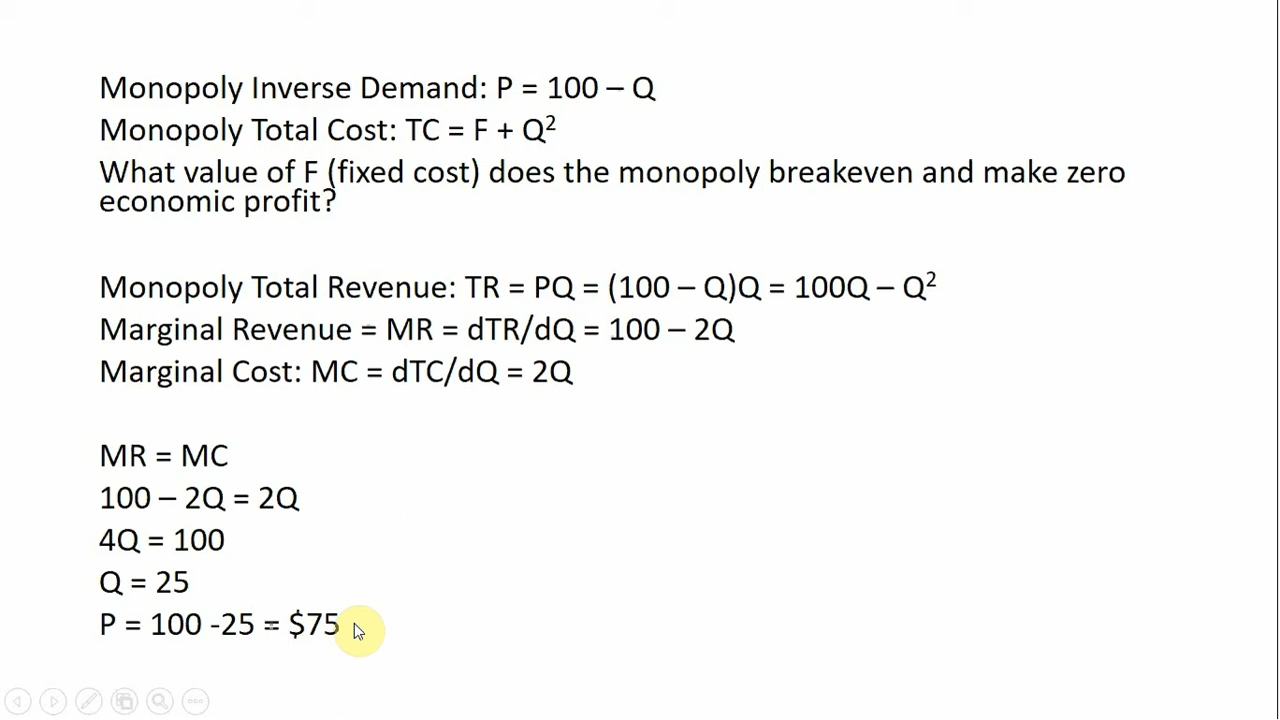 Monopoly Inverse Demand: P = 100 – Q
Monopoly Total Cost: TC = F + Q²
What value of F (fixed cost) does the monopoly breakeven and make zero
economic profit?
Monopoly Total Revenue: TR = PQ = (100 – Q)Q = 100Q – Q²
Marginal Revenue = MR = dTR/dQ = 100 – 2Q
Marginal Cost: MC = dTC/dQ = 2Q
MR = MC
100 – 2Q = 2Q
4Q = 100
Q = 25
P = 100 -25 = $75